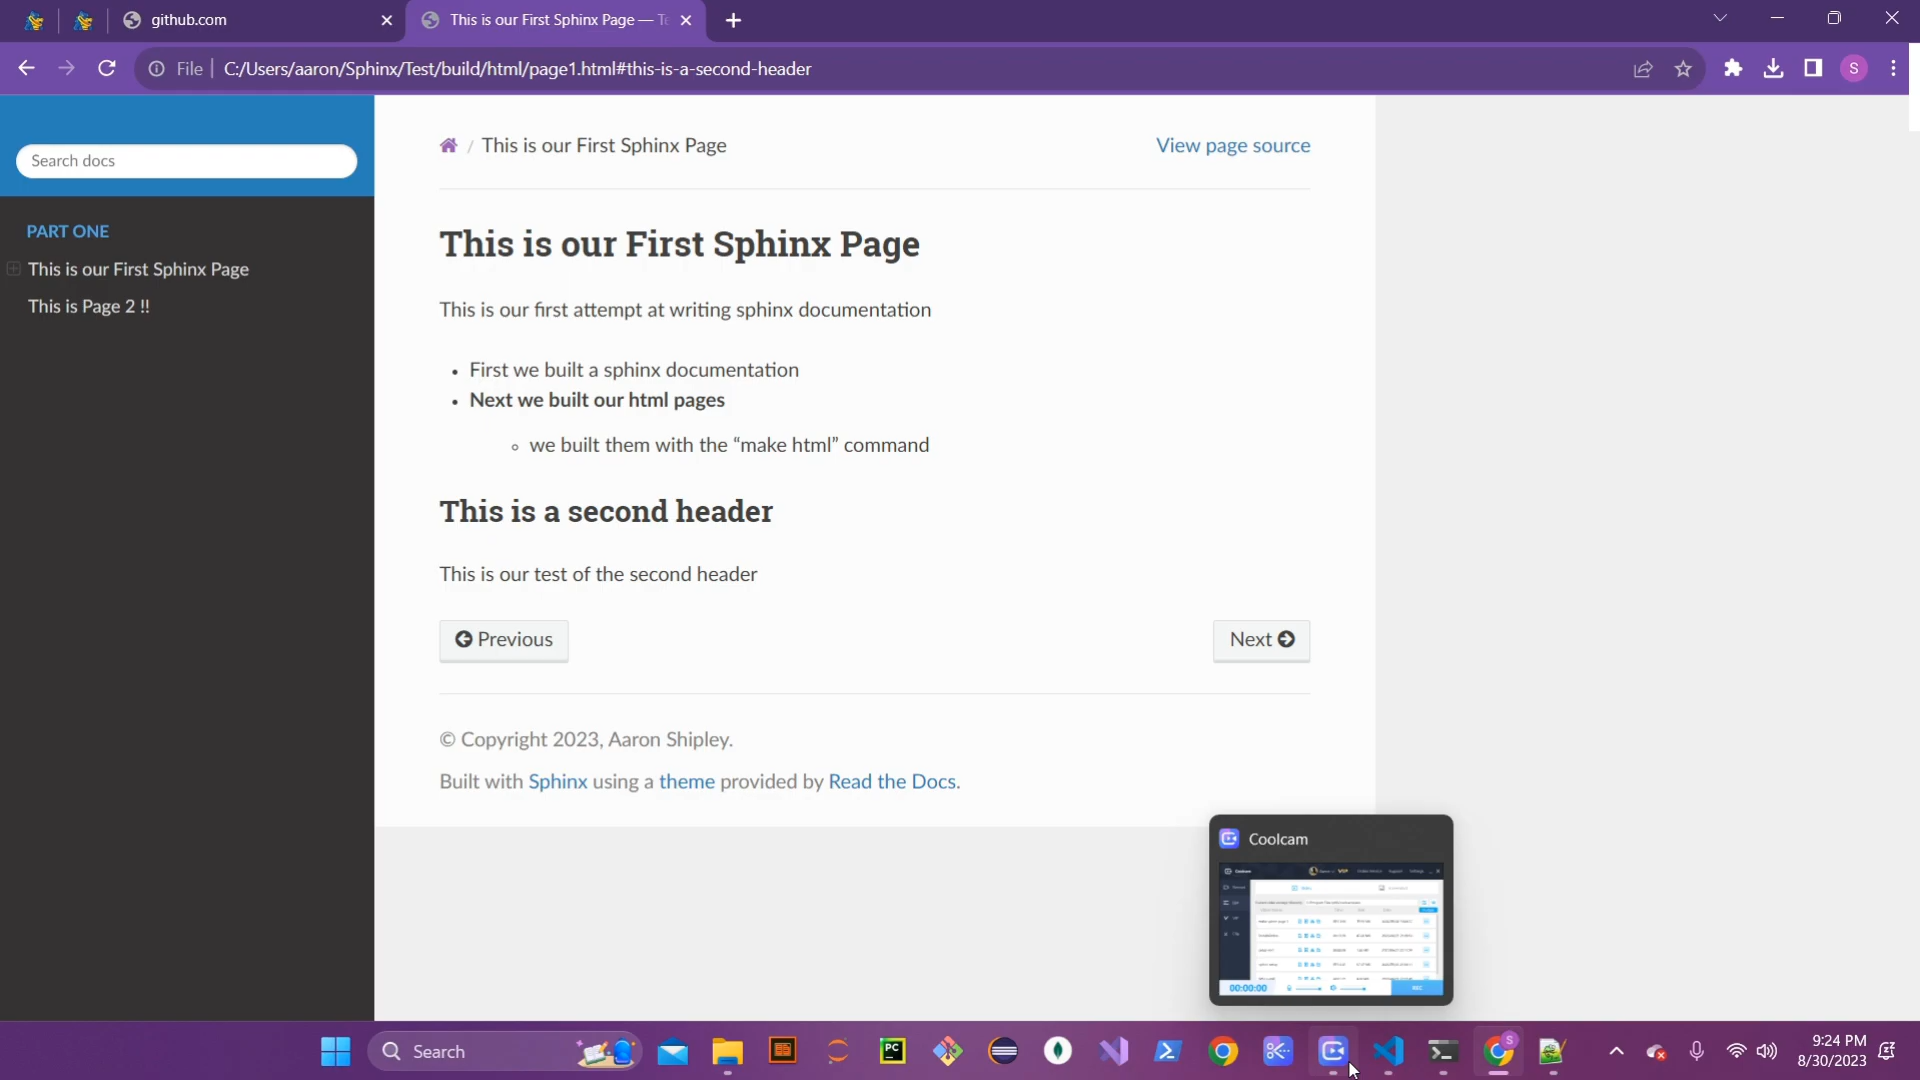 github.com
This is our First Sphinx Page — Te
File
C:/Users/aaron/Sphinx/Test/build/html/page1.html#this-is-a-second-header
S
Search docs
PART ONE
This is our First Sphinx Page
This is Page 2 !!
/ This is our First Sphinx Page
View page source
This is our First Sphinx Page
This is our first attempt at writing sphinx documentation
• First we built a sphinx documentation
• Next we built our html pages
◦ we built them with the “make html” command
This is a second header
This is our test of the second header
Previous
Next
© Copyright 2023, Aaron Shipley.
Built with Sphinx using a theme provided by Read the Docs.
Coolcam
Coolcam
00:00:00
REC
Search
PC
S
9:24 PM
8/30/2023